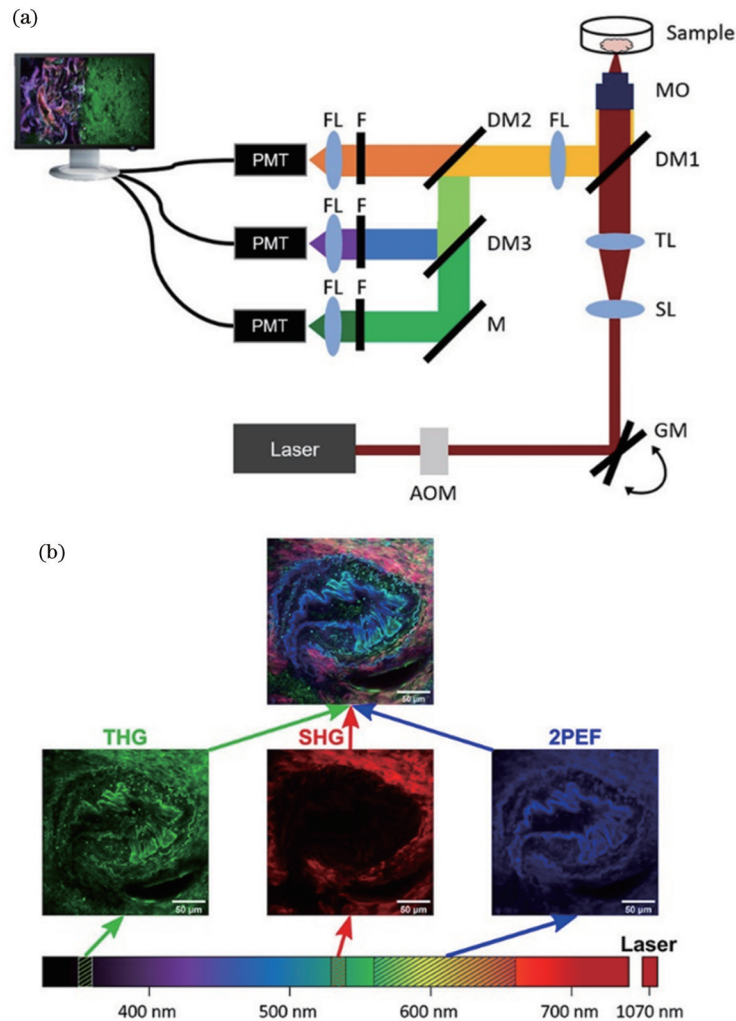 (a)
Sample
MO
FL F DM2 FL
PMT DM1
FL F
PMT DM3 TL
FL F
SL
PMT M
GM
Laser
AOM
(b)
50 μm
THG SHG 2PEF
50 μm 50 μm 50 μm
Laser
400 nm 500 nm 600 nm 700 nm 1070 nm